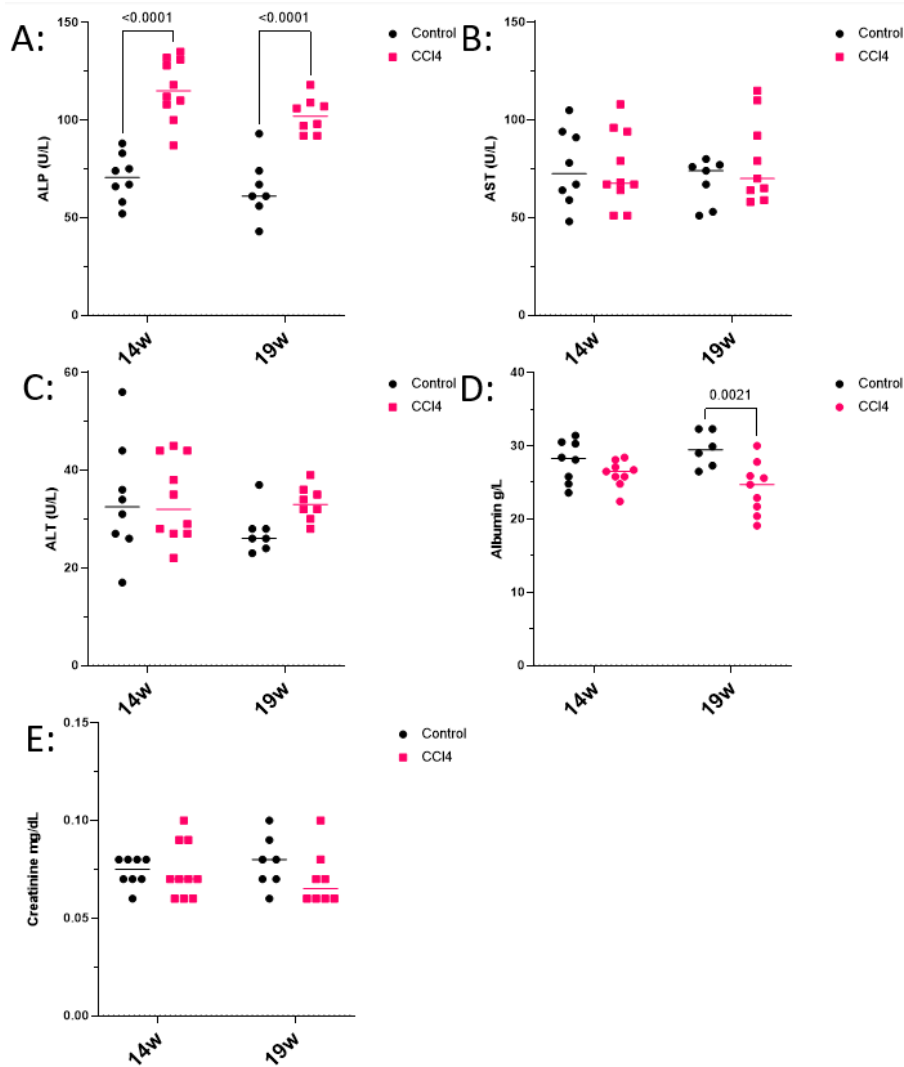 A:
<0.0001
<0.0001
Control
CCl4
150
100
50
0
ALP (U/L)
14w
19w
B:
Control
CCl4
150
100
50
0
AST (U/L)
14w
19w
C:
Control
CCl4
60
40
20
0
ALT (U/L)
14w
19w
D:
0.0021
Control
CCl4
40
30
20
10
0
Albumin g/L
14w
19w
E:
Control
CCl4
0.15
0.10
0.05
0.00
Creatinine mg/dL
14w
19w